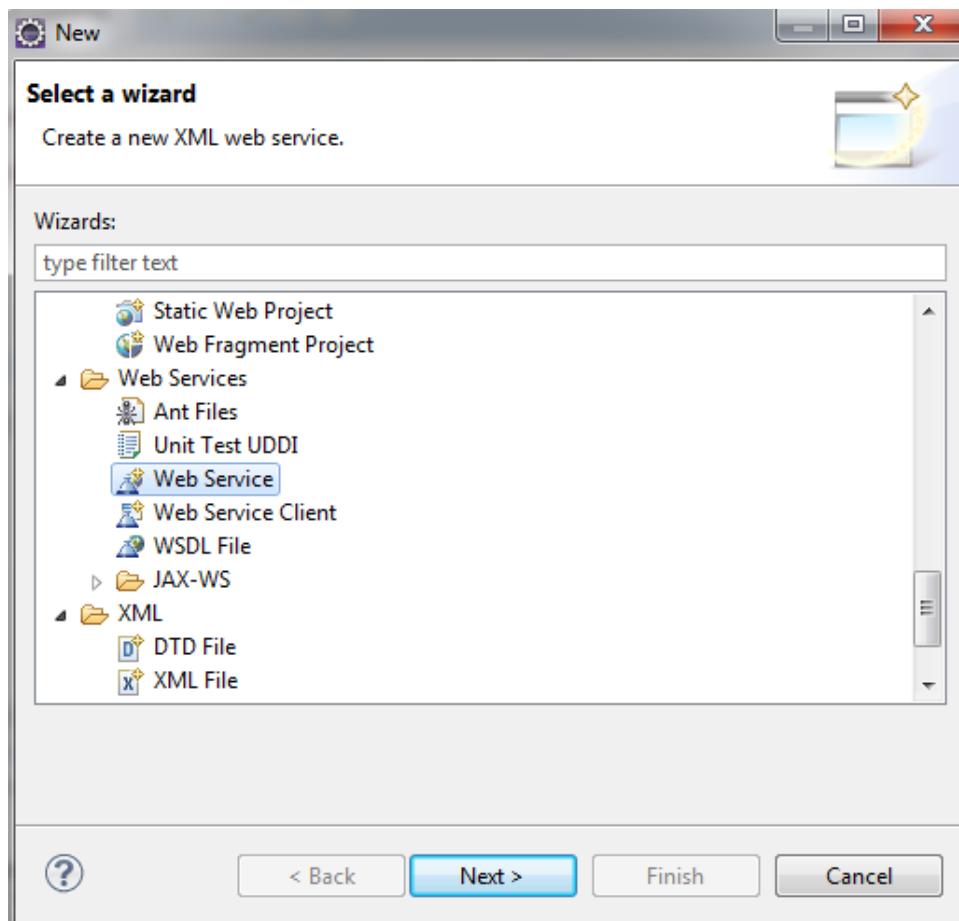 New
Select a wizard
Create a new XML web service.
Wizards:
type filter text
Static Web Project
Web Fragment Project
Web Services
Ant Files
Unit Test UDDI
Web Service
Web Service Client
WSDL File
JAX-WS
XML
DTD File
XML File
? < Back Next > Finish Cancel